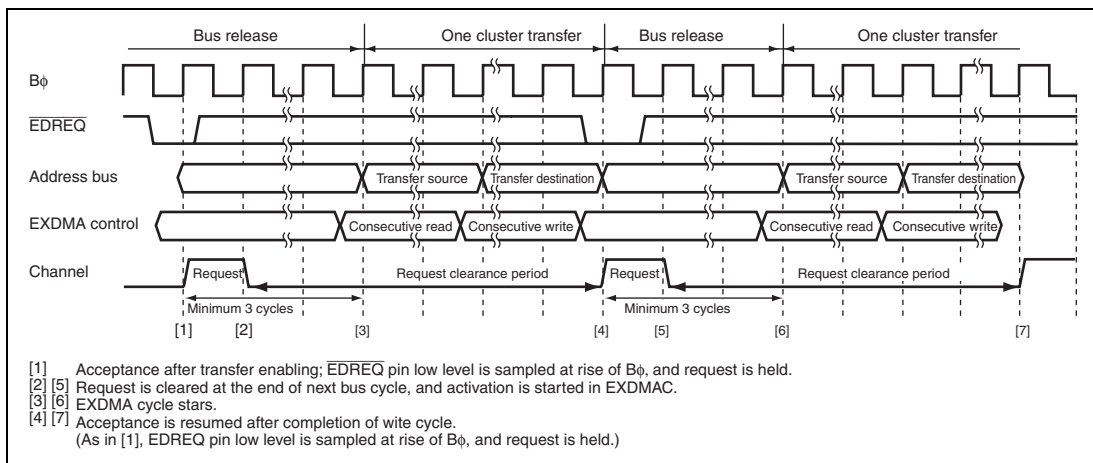 Bus release One cluster transfer Bus release One cluster transfer
Bφ
EDREQ
Address bus Transfer source Transfer destination Transfer source Transfer destination
EXDMA control Consecutive read Consecutive write Consecutive read Consecutive write
Channel Request Request clearance period Request Request clearance period
Minimum 3 cycles Minimum 3 cycles
[1] [2] [3] [4] [5] [6] [7]
[1] Acceptance after transfer enabling; EDREQ pin low level is sampled at rise of Bφ, and request is held.
[2] [5] Request is cleared at the end of next bus cycle, and activation is started in EXDMAC.
[3] [6] EXDMA cycle stars.
[4] [7] Acceptance is resumed after completion of wite cycle.
(As in [1], EDREQ pin low level is sampled at rise of Bφ, and request is held.)